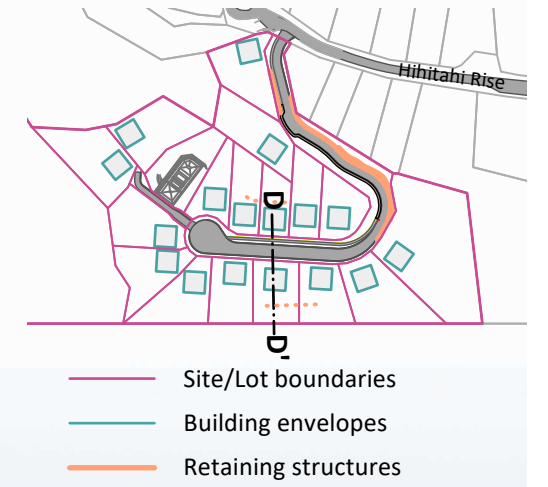 Hihitahi Rise
D
D'
Site/Lot boundaries
Building envelopes
Retaining structures